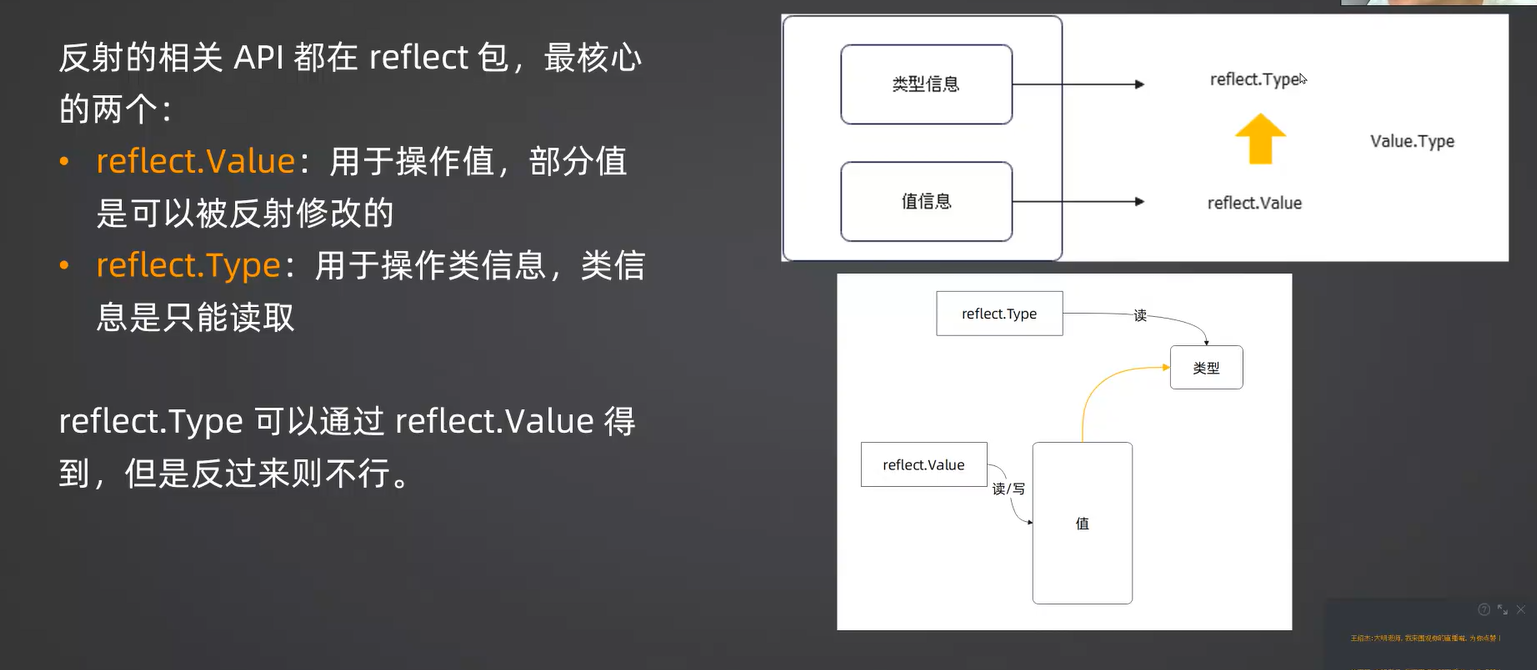 反射的相关 API 都在 reflect 包，最核心
的两个：
• reflect.Value：用于操作值，部分值
是可以被反射修改的
• reflect.Type：用于操作类信息，类信
息是只能读取
reflect.Type 可以通过 reflect.Value 得
到，但是反过来则不行。
类型信息
reflect.Type
Value.Type
值信息
reflect.Value
reflect.Type
读
类型
reflect.Value
读/写
值